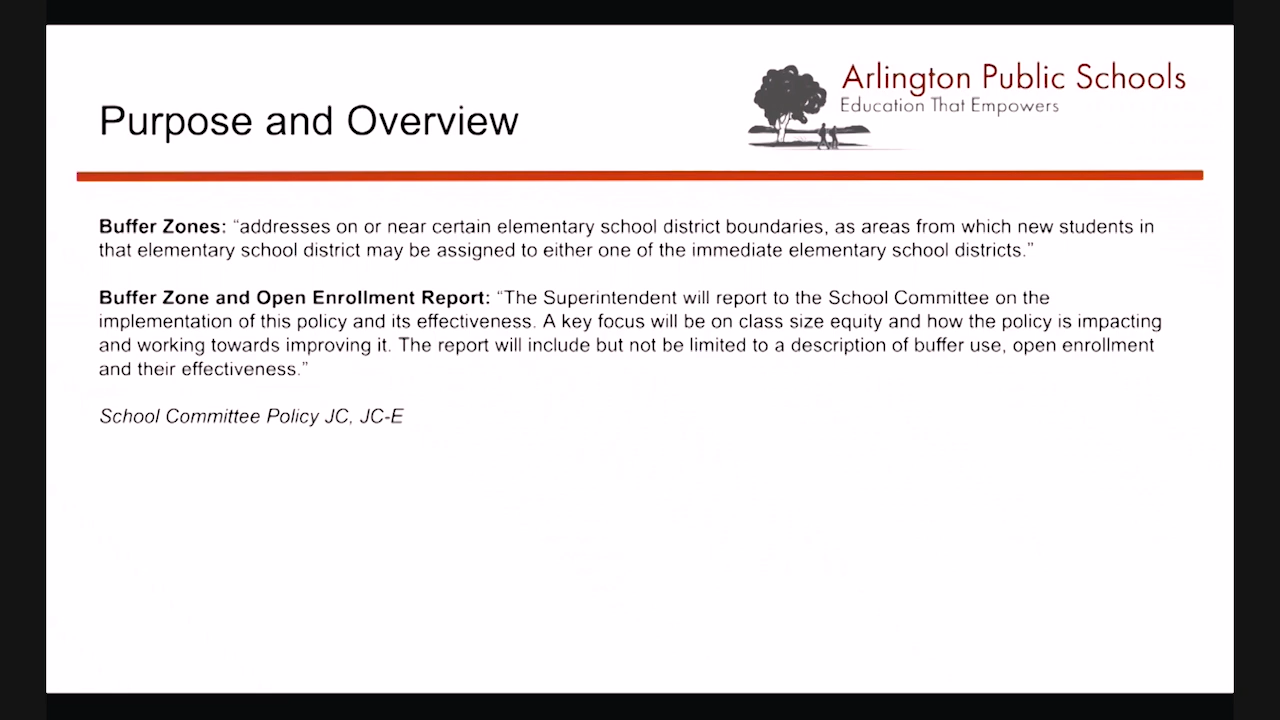 Arlington Public Schools
Education That Empowers
Purpose and Overview
Buffer Zones: “addresses on or near certain elementary school district boundaries, as areas from which new students in
that elementary school district may be assigned to either one of the immediate elementary school districts.”
Buffer Zone and Open Enrollment Report: “The Superintendent will report to the School Committee on the
implementation of this policy and its effectiveness. A key focus will be on class size equity and how the policy is impacting
and working towards improving it. The report will include but not be limited to a description of buffer use, open enrollment
and their effectiveness.”
School Committee Policy JC, JC-E